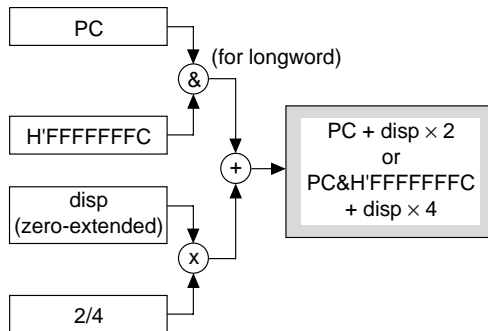 PC
(for longword)
&
H'FFFFFFFC
+
PC + disp × 2
or
PC&H'FFFFFFFC
+ disp × 4
disp
(zero-extended)
x
2/4